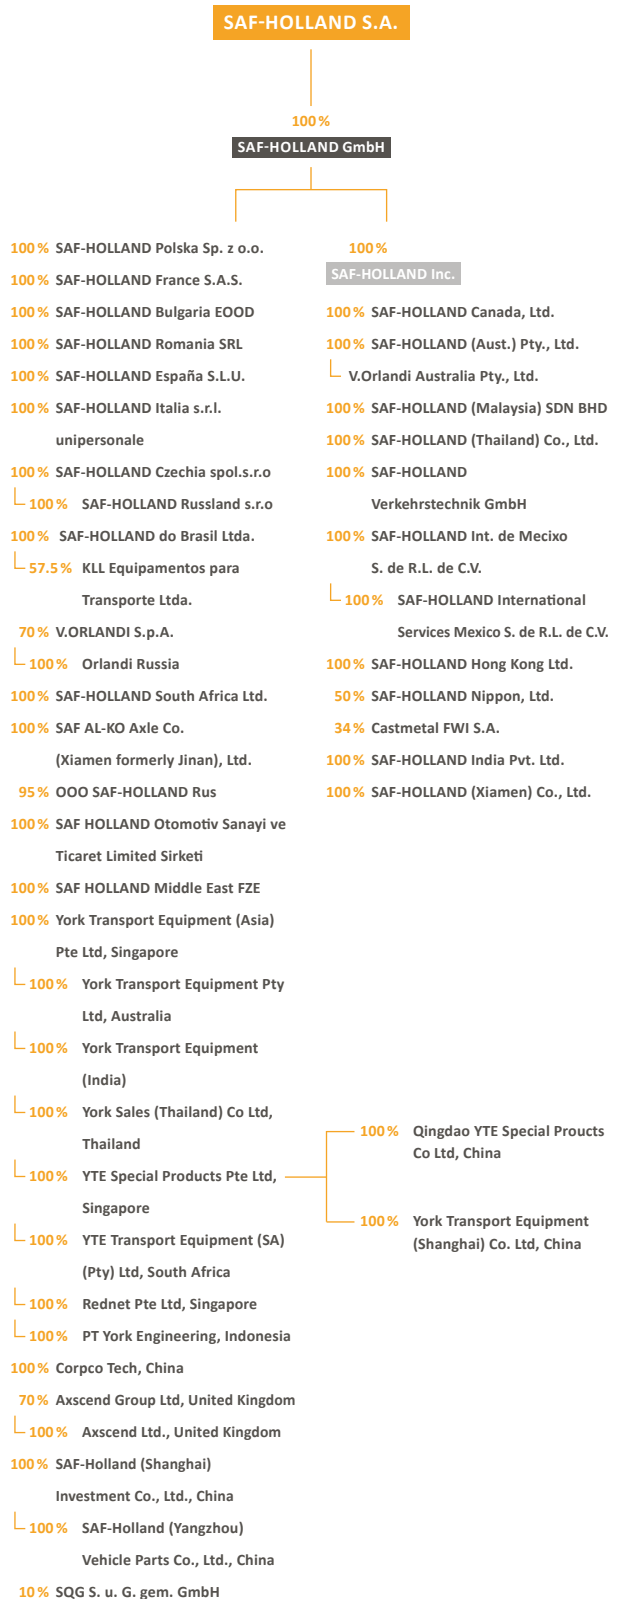 SAF-HOLLAND S.A.
100 %
SAF-HOLLAND GmbH
100 % SAF-HOLLAND Polska Sp. z o.o.
100 % SAF-HOLLAND France S.A.S.
100 % SAF-HOLLAND Bulgaria EOOD
100 % SAF-HOLLAND Romania SRL
100 % SAF-HOLLAND España S.L.U.
100 % SAF-HOLLAND Italia s.r.l.
unipersonale
100 % SAF-HOLLAND Czechia spol.s.r.o
100 % SAF-HOLLAND Russland s.r.o
100 % SAF-HOLLAND do Brasil Ltda.
57.5 % KLL Equipamentos para
Transporte Ltda.
70 % V.ORLANDI S.p.A.
100 % Orlandi Russia
100 % SAF-HOLLAND South Africa Ltd.
100 % SAF AL-KO Axle Co.
(Xiamen formerly Jinan), Ltd.
95 % OOO SAF-HOLLAND Rus
100 % SAF HOLLAND Otomotiv Sanayi ve
Ticaret Limited Sirketi
100 % SAF HOLLAND Middle East FZE
100 % York Transport Equipment (Asia)
Pte Ltd, Singapore
100 % York Transport Equipment Pty
Ltd, Australia
100 % York Transport Equipment
(India)
100 % York Sales (Thailand) Co Ltd,
Thailand
100 % YTE Special Products Pte Ltd,
Singapore
100 % YTE Transport Equipment (SA)
(Pty) Ltd, South Africa
100 % Rednet Pte Ltd, Singapore
100 % PT York Engineering, Indonesia
100 % Corpco Tech, China
70 % Axscend Group Ltd, United Kingdom
100 % Axscend Ltd., United Kingdom
100 % SAF-Holland (Shanghai)
Investment Co., Ltd., China
100 % SAF-Holland (Yangzhou)
Vehicle Parts Co., Ltd., China
10 % SQG S. u. G. gem. GmbH
100 %
SAF-HOLLAND Inc.
100 % SAF-HOLLAND Canada, Ltd.
100 % SAF-HOLLAND (Aust.) Pty., Ltd.
V.Orlandi Australia Pty., Ltd.
100 % SAF-HOLLAND (Malaysia) SDN BHD
100 % SAF-HOLLAND (Thailand) Co., Ltd.
100 % SAF-HOLLAND
Verkehrstechnik GmbH
100 % SAF-HOLLAND Int. de Mecixo
S. de R.L. de C.V.
100 % SAF-HOLLAND International
Services Mexico S. de R.L. de C.V.
100 % SAF-HOLLAND Hong Kong Ltd.
50 % SAF-HOLLAND Nippon, Ltd.
34 % Castmetal FWI S.A.
100 % SAF-HOLLAND India Pvt. Ltd.
100 % SAF-HOLLAND (Xiamen) Co., Ltd.
100 % Qingdao YTE Special Proucts
Co Ltd, China
100 % York Transport Equipment
(Shanghai) Co. Ltd, China